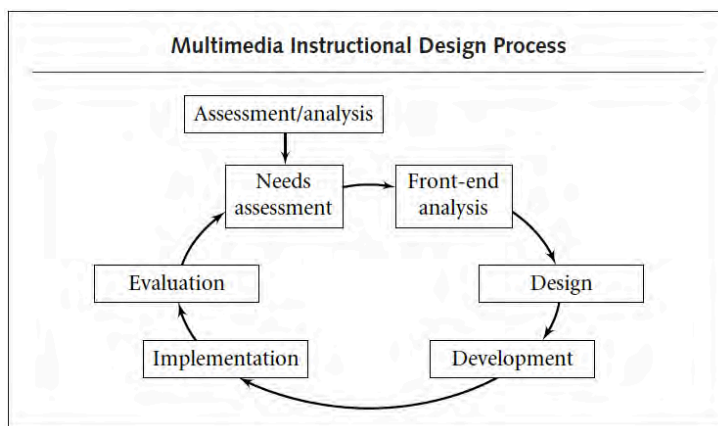 Multimedia Instructional Design Process
Assessment/analysis
Needs
assessment
Front-end
analysis
Evaluation
Design
Implementation
Development